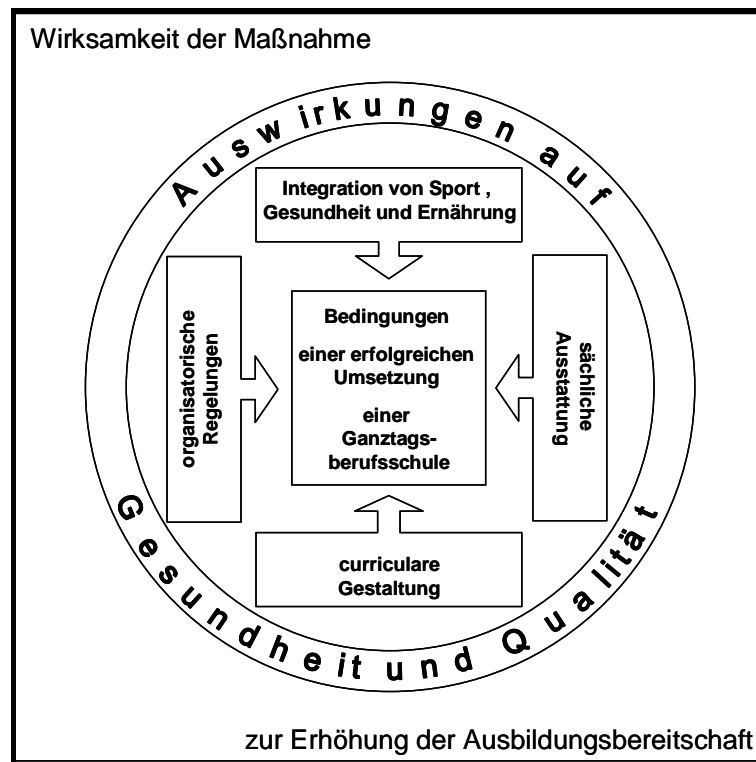 Wirksamkeit der Maßnahme
Auswirkungen auf
Integration von Sport ,
Gesundheit und Ernährung
organisatorische
Regelungen
Bedingungen
einer erfolgreichen
Umsetzung
einer
Ganztags-
berufsschule
sächliche
Ausstattung
curriculare
Gestaltung
Gesundheit und Qualität
zur Erhöhung der Ausbildungsbereitschaft